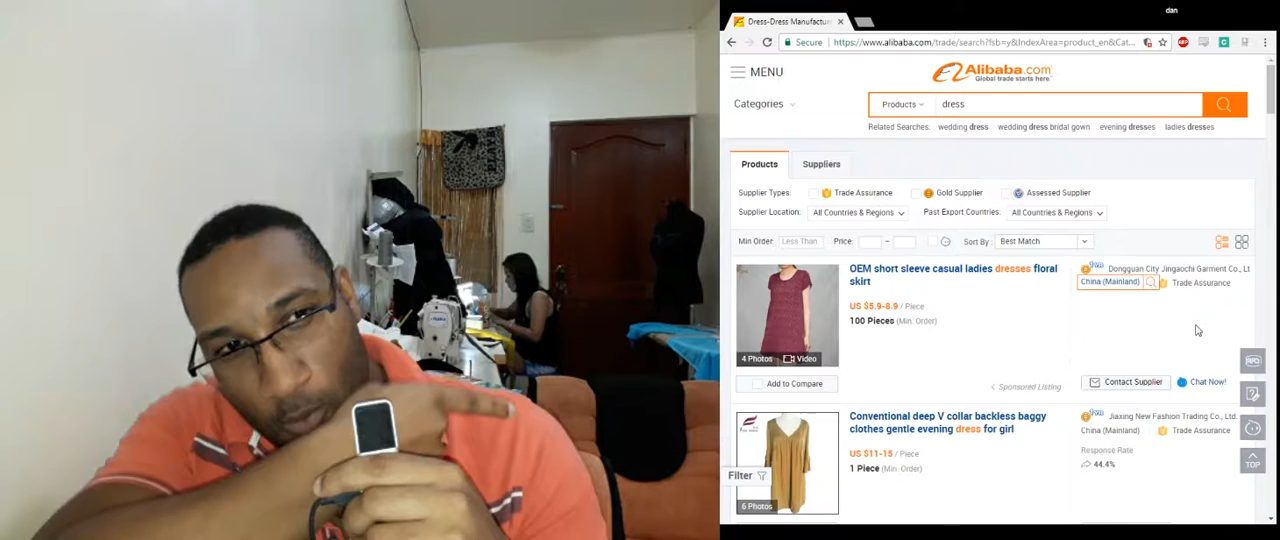 dan
Dress-Dress Manufacture
Secure
https://www.alibaba.com/trade/search?fsb=y&IndexArea=product_en&Cat...
MENU
Alibaba.com
Global trade starts here
Categories
Products
dress
Related Searches: wedding dress wedding dress bridal gown evening dresses ladies dresses
Products
Suppliers
Supplier Types: Trade Assurance Gold Supplier Assessed Supplier
Supplier Location: All Countries & Regions Past Export Countries: All Countries & Regions
Min Order: Less Than Price: - Sort By : Best Match
OEM short sleeve casual ladies dresses floral
skirt
US $5.9-8.9 / Piece
100 Pieces (Min. Order)
Dongguan City Jingaochi Garment Co., Lt
China (Mainland) Trade Assurance
4 Photos Video
Add to Compare
< Sponsored Listing
Contact Supplier
Chat Now!
RFQ
Conventional deep V collar backless baggy
clothes gentle evening dress for girl
US $11-15 / Piece
1 Piece (Min. Order)
Jiaxing New Fashion Trading Co., Ltd.
China (Mainland) Trade Assurance
Response Rate
44.4%
TOP
Filter
6 Photos